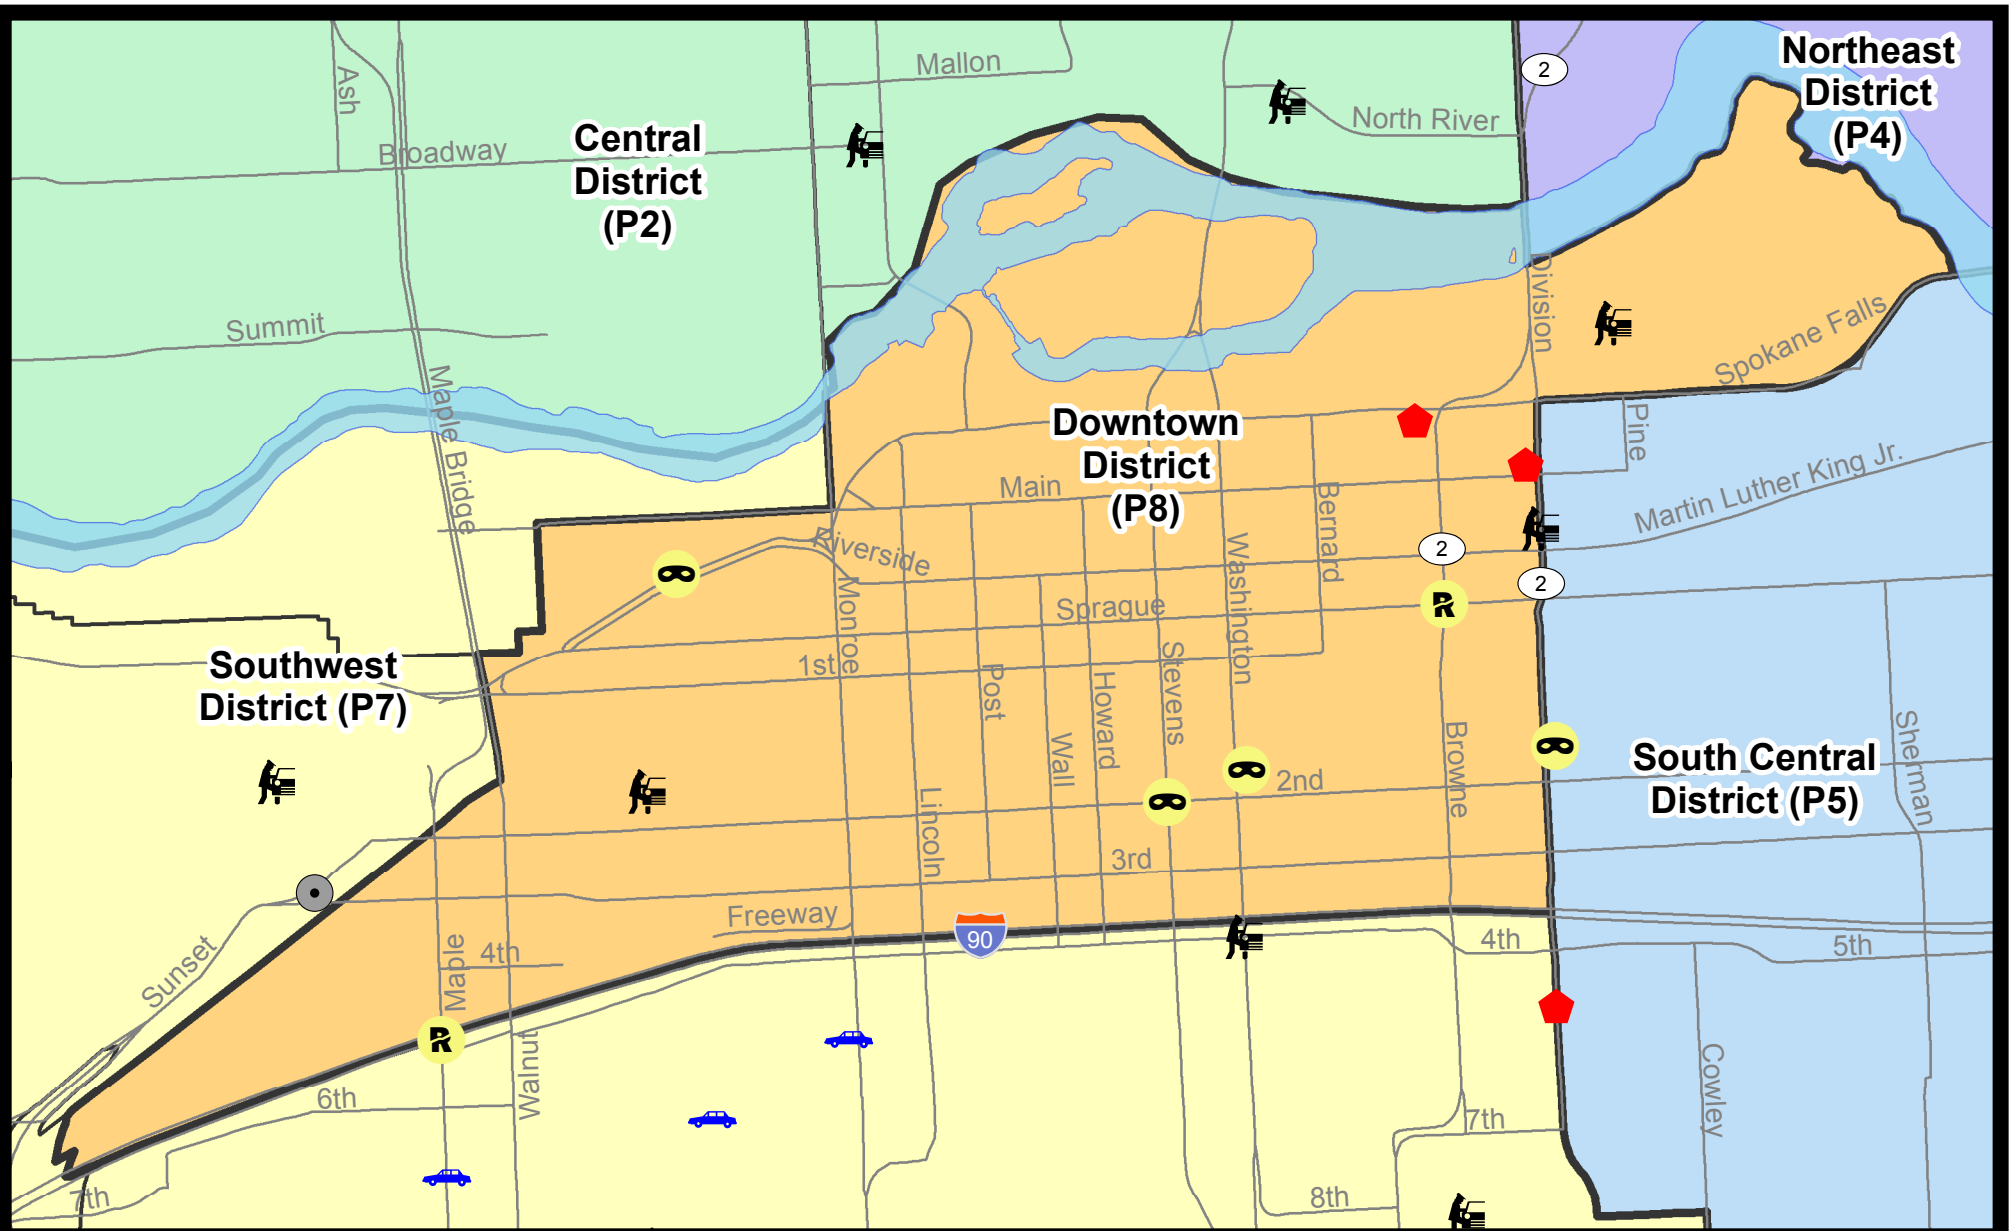 Northeast
District
(P4)
2
Mallon
Ash
North River
Central
District
(P2)
Broadway
Division
Summit
Spokane Falls
Maple Bridge
Downtown
District
(P8)
Pine
Main
Bernard
Martin Luther King Jr.
Riverside
2
2
Washington
Monroe
Sprague
R
Southwest
District (P7)
1st
Stevens
Post
Howard
Wall
Browne
Sherman
South Central
District (P5)
2nd
Lincoln
3rd
Freeway
90
4th
5th
Sunset
Maple
4th
R
Walnut
6th
Cowley
7th
7th
8th